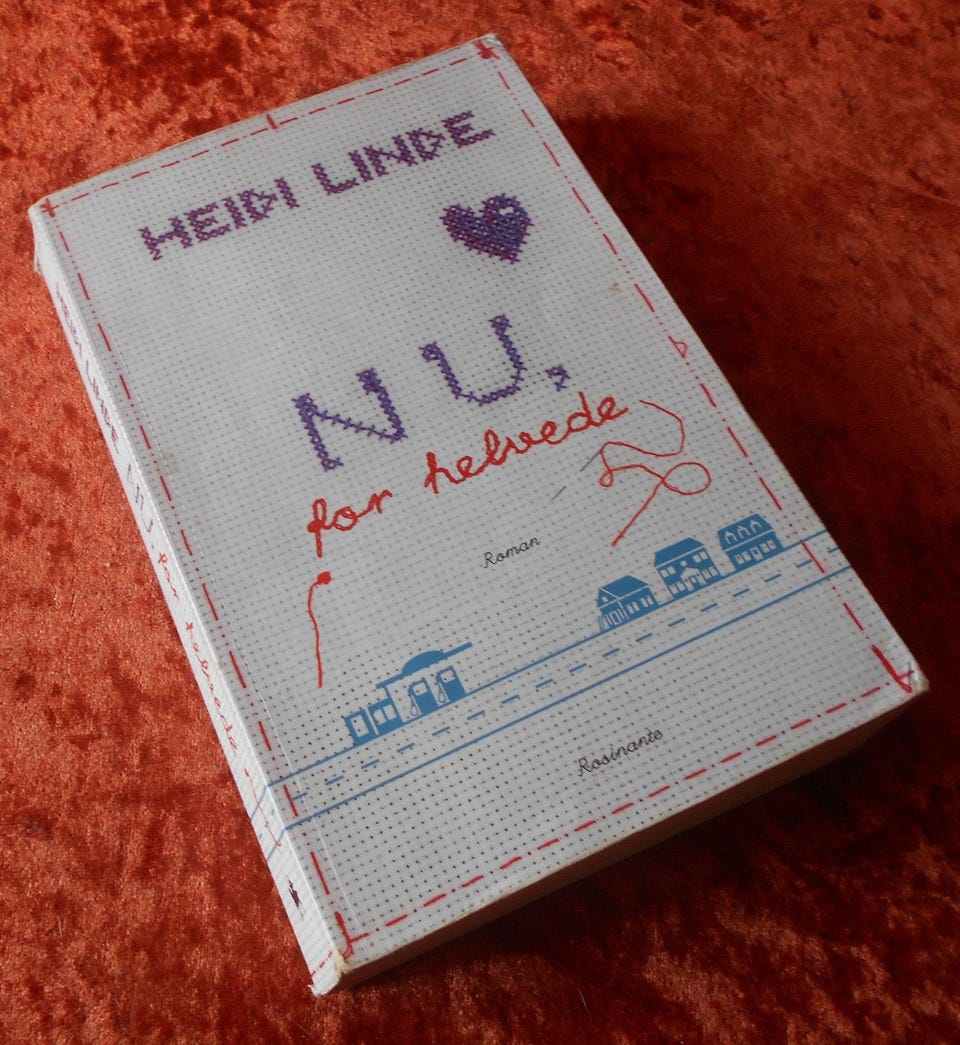 HEIDI LINDE
NU,
for helvede
Roman
Rosinante
HEIDI LINDE NU, for helvede